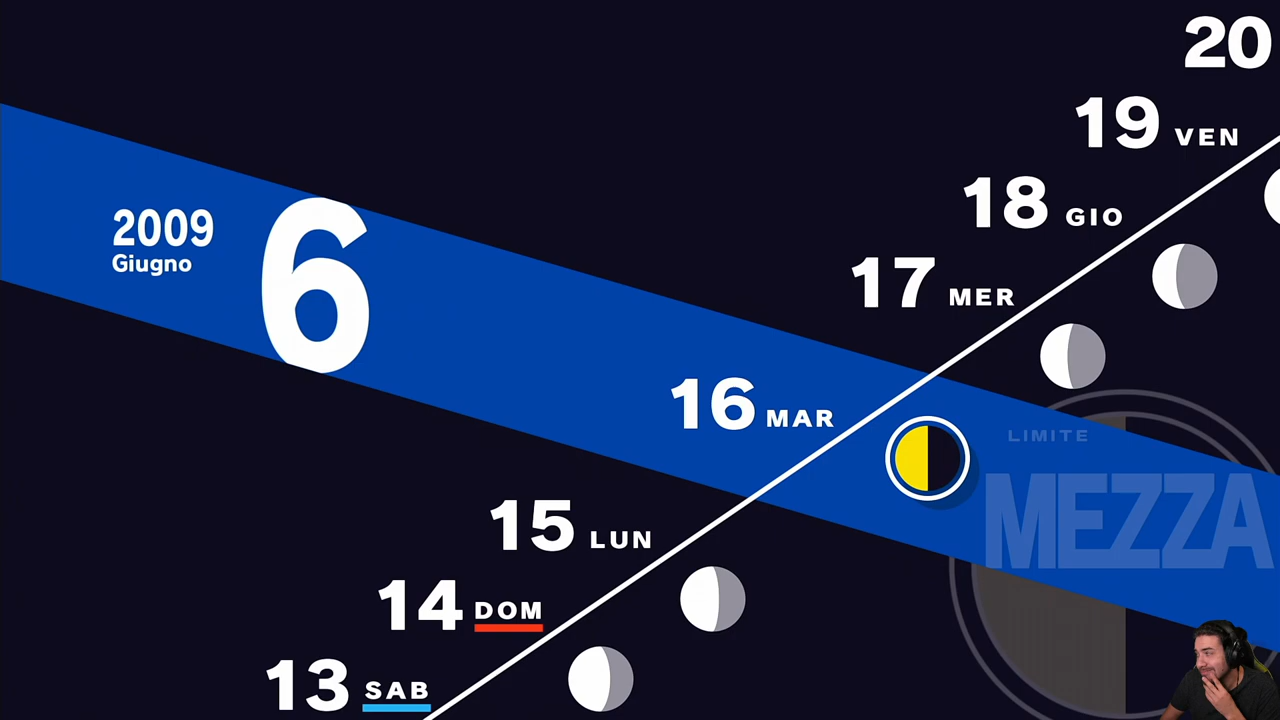 20
19 VEN
18 GIO
17 MER
2009
Giugno
6
16 MAR
LIMITE
MEZZA
15 LUN
14 DOM
13 SAB